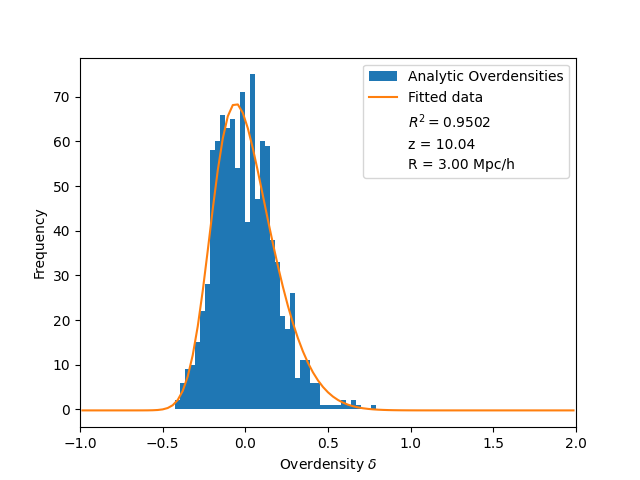 Analytic Overdensities
Fitted data
R² = 0.9502
z = 10.04
R = 3.00 Mpc/h
Frequency
70
60
50
40
30
20
10
0
−1.0 −0.5 0.0 0.5 1.0 1.5 2.0
Overdensity δ